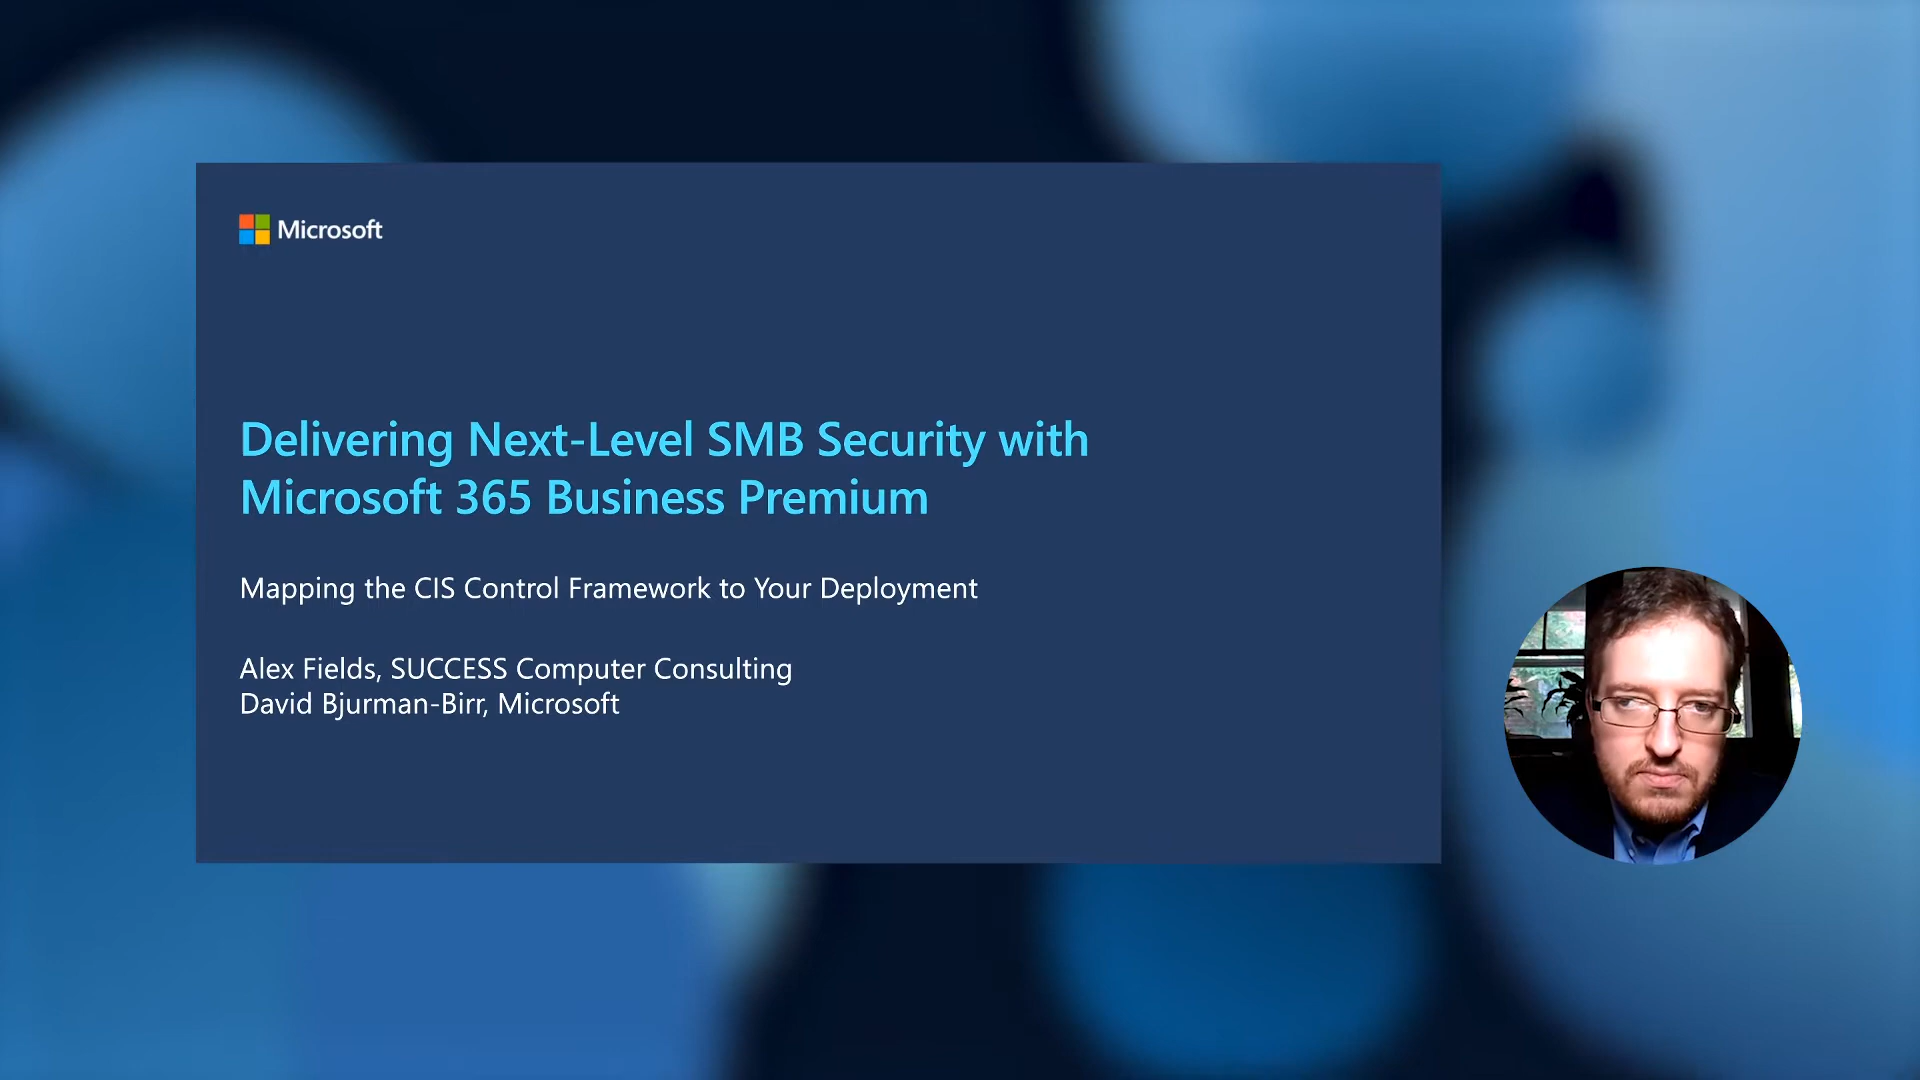 Microsoft
Delivering Next-Level SMB Security with
Microsoft 365 Business Premium
Mapping the CIS Control Framework to Your Deployment
Alex Fields, SUCCESS Computer Consulting
David Bjurman-Birr, Microsoft